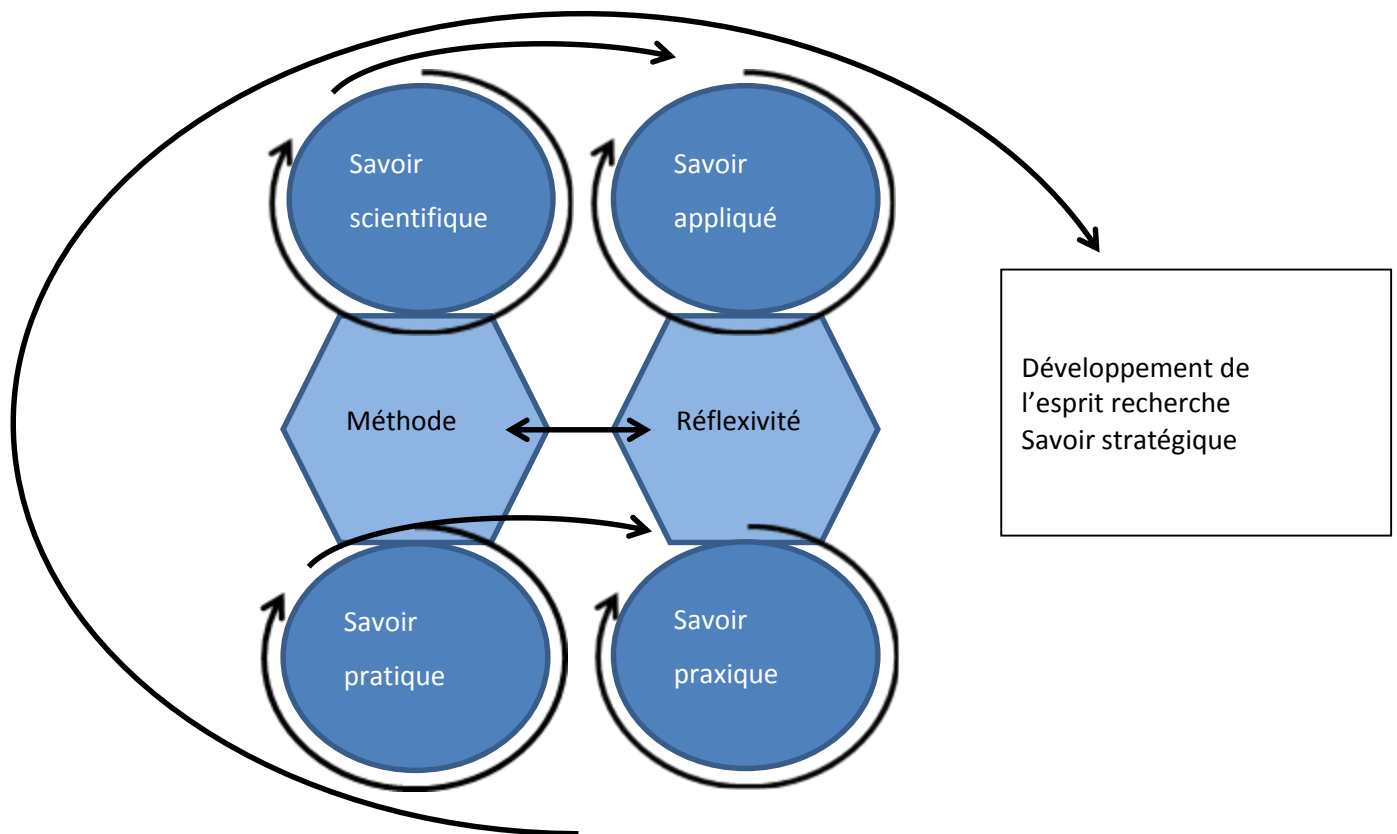 Savoir
scientifique
Savoir
appliqué
Méthode
Réflexivité
Développement de
l’esprit recherche
Savoir stratégique
Savoir
pratique
Savoir
praxique